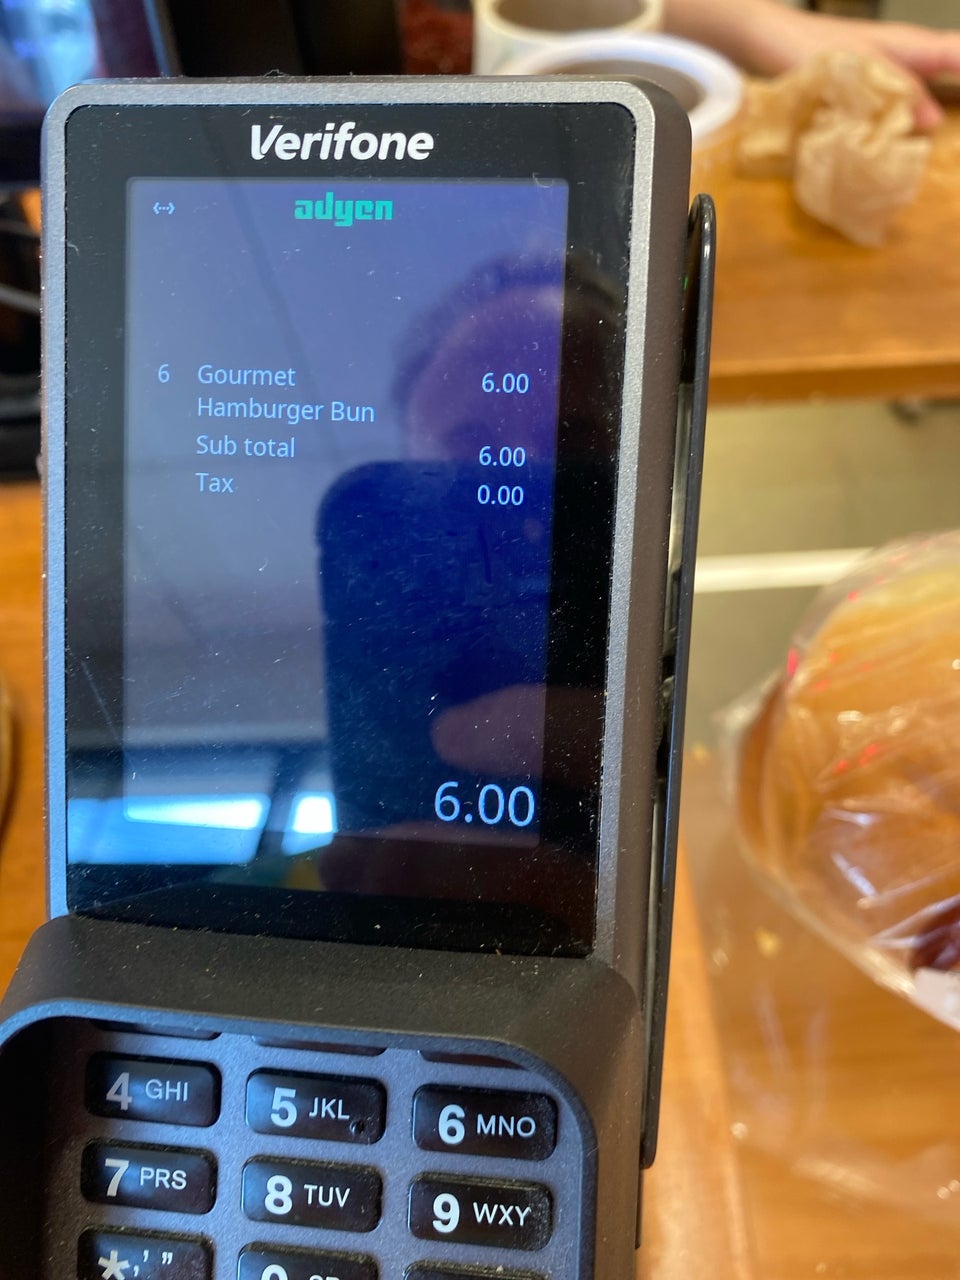 Verifone
adyen
6 Gourmet 6.00
Hamburger Bun
Sub total 6.00
Tax 0.00
6.00
4 GHI 5 JKL 6 MNO
7 PRS 8 TUV 9 WXY
*,'"